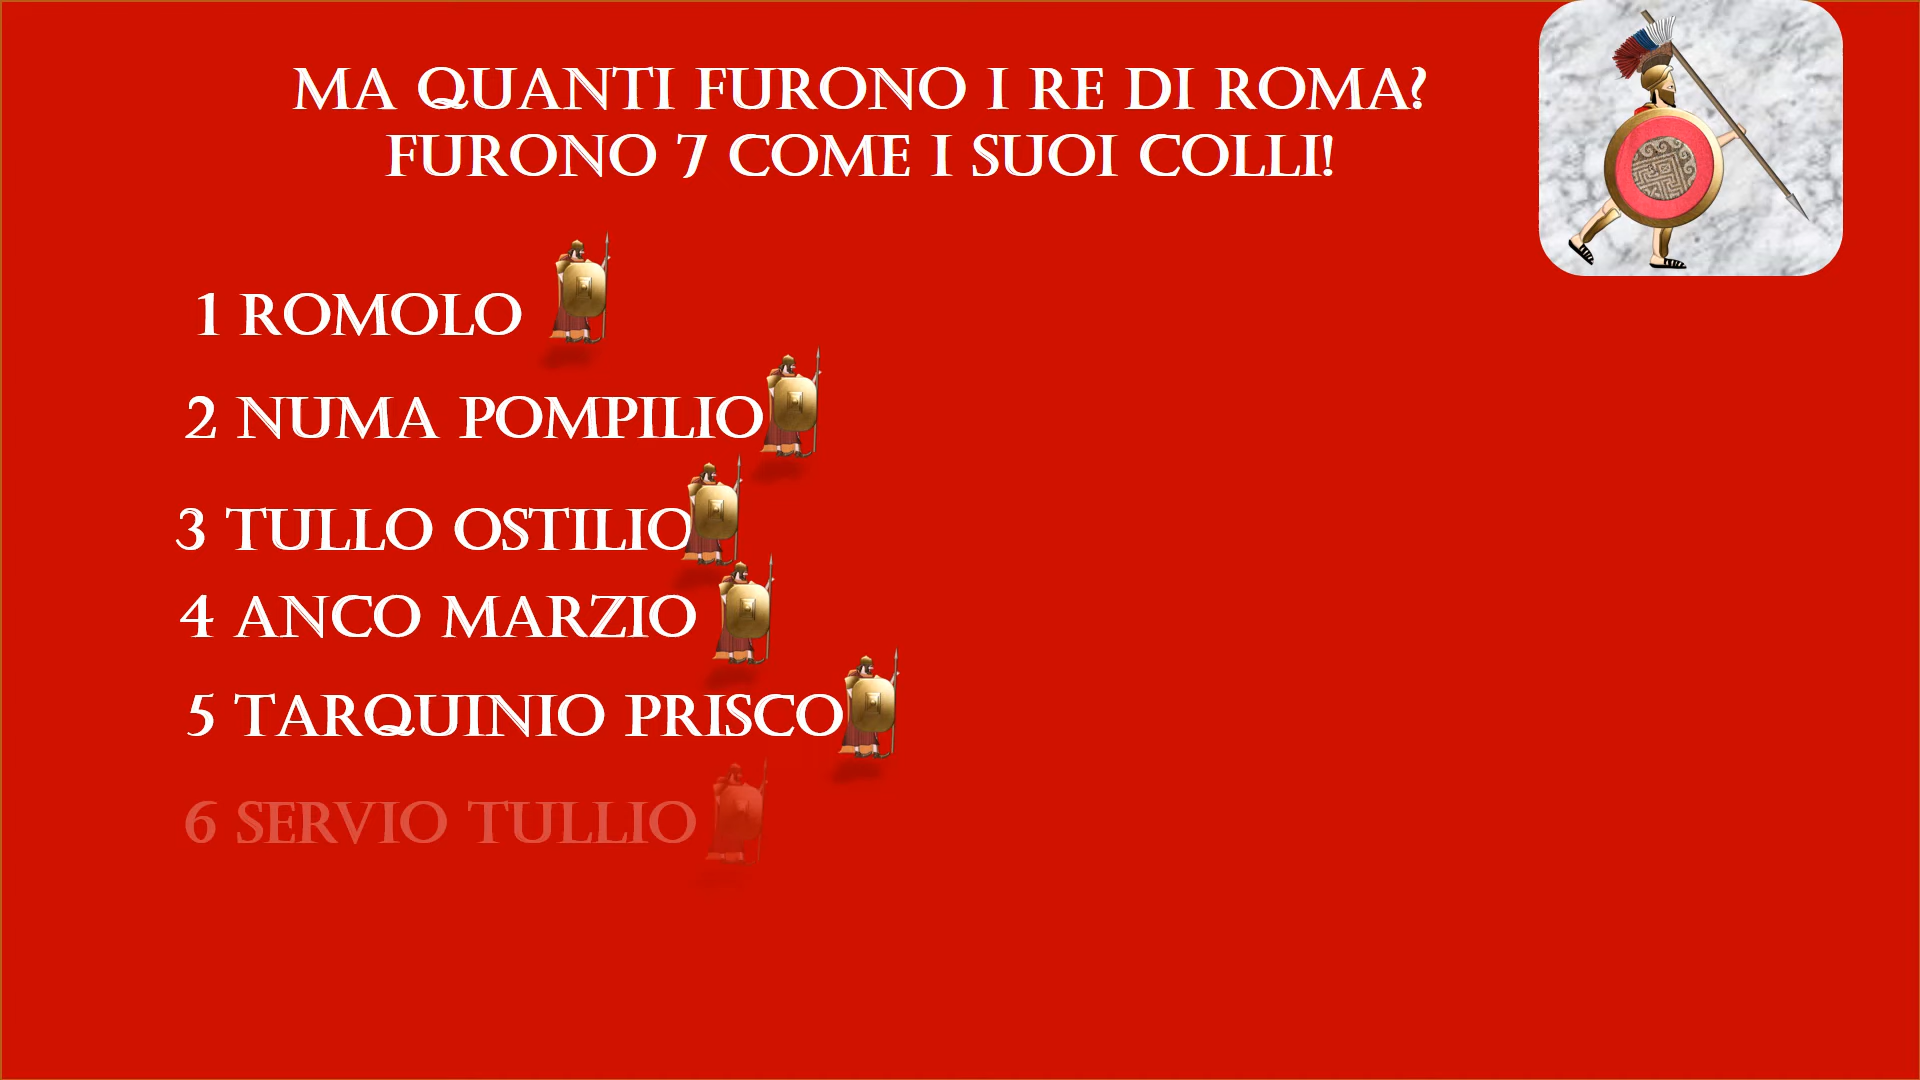 MA QUANTI FURONO I RE DI ROMA?
FURONO 7 COME I SUOI COLLI!
1 ROMOLO
2 NUMA POMPILIO
3 TULLO OSTILIO
4 ANCO MARZIO
5 TARQUINIO PRISCO
6 SERVIO TULLIO